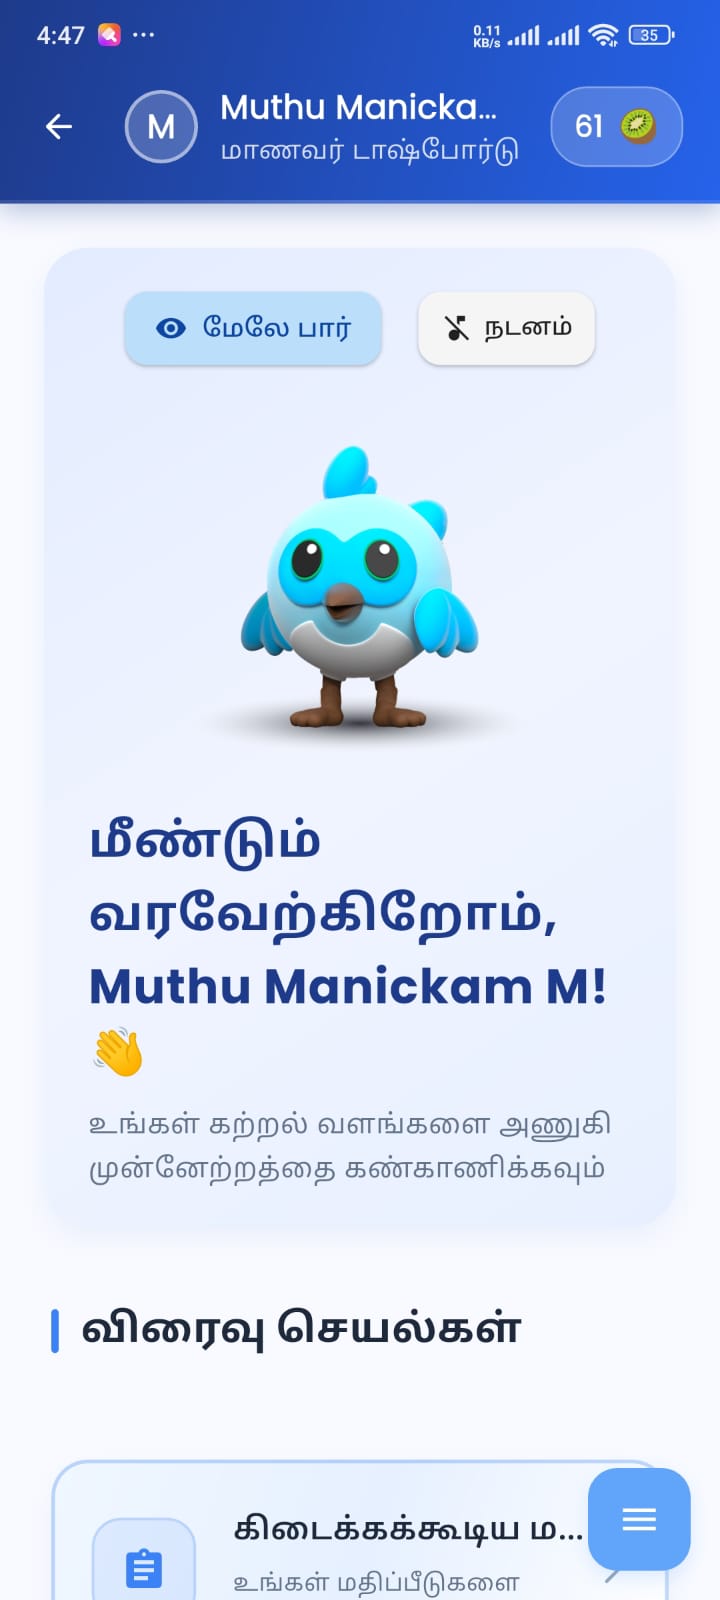 4:47
0.11
KB/s
35
M
Muthu Manicka...
மாணவர் டாஷ்போர்டு
61
மேலே பார்
நடனம்
மீண்டும்
வரவேற்கிறோம்,
Muthu Manickam M!
👋
உங்கள் கற்றல் வளங்களை அணுகி
முன்னேற்றத்தை கண்காணிக்கவும்
விரைவு செயல்கள்
கிடைக்கக்கூடிய ம...
உங்கள் மதிப்பீடுகளை